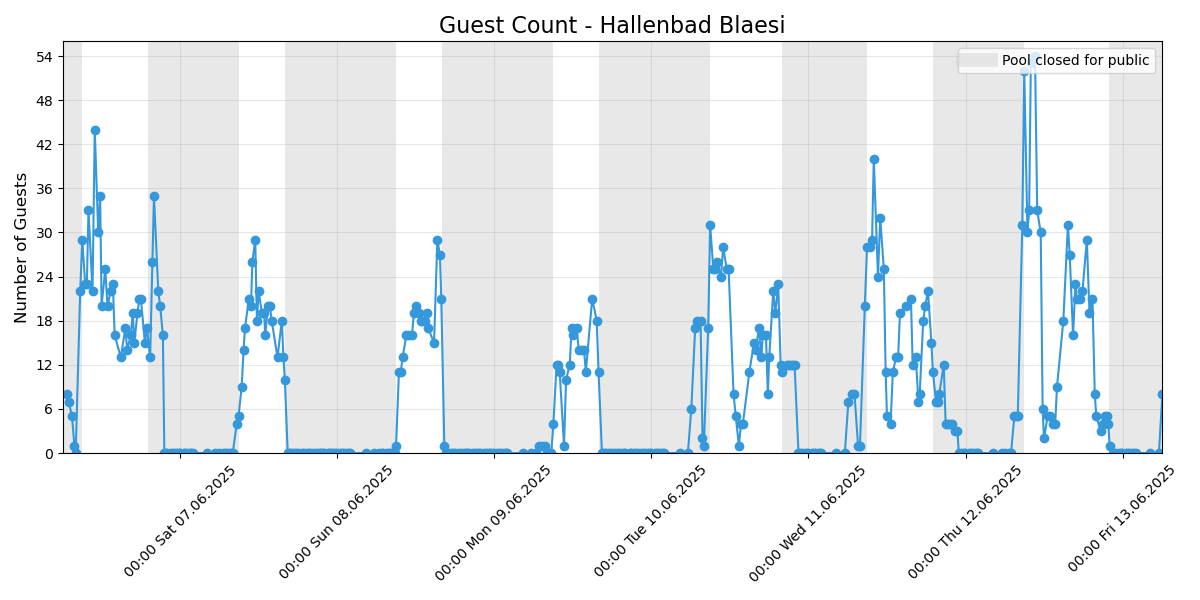 Guest Count - Hallenbad Blaesi
Pool closed for public
Number of Guests
54
48
42
36
30
24
18
12
6
0
00:00 Sat 07.06.2025
00:00 Sun 08.06.2025
00:00 Mon 09.06.2025
00:00 Tue 10.06.2025
00:00 Wed 11.06.2025
00:00 Thu 12.06.2025
00:00 Fri 13.06.2025